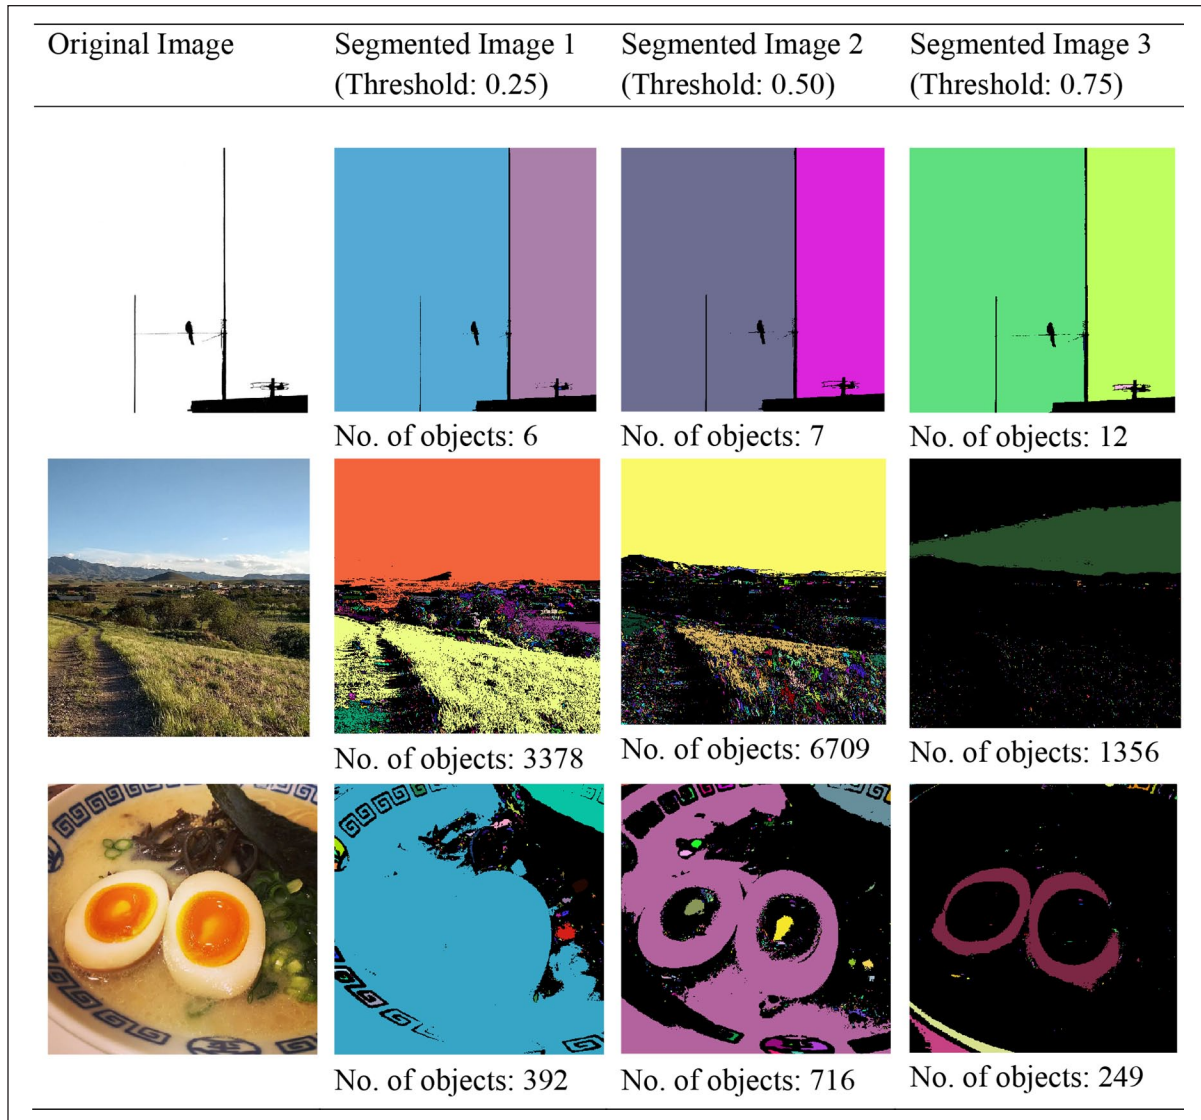 Original Image
Segmented Image 1
(Threshold: 0.25)
Segmented Image 2
(Threshold: 0.50)
Segmented Image 3
(Threshold: 0.75)
No. of objects: 6
No. of objects: 7
No. of objects: 12
No. of objects: 3378
No. of objects: 6709
No. of objects: 1356
No. of objects: 392
No. of objects: 716
No. of objects: 249